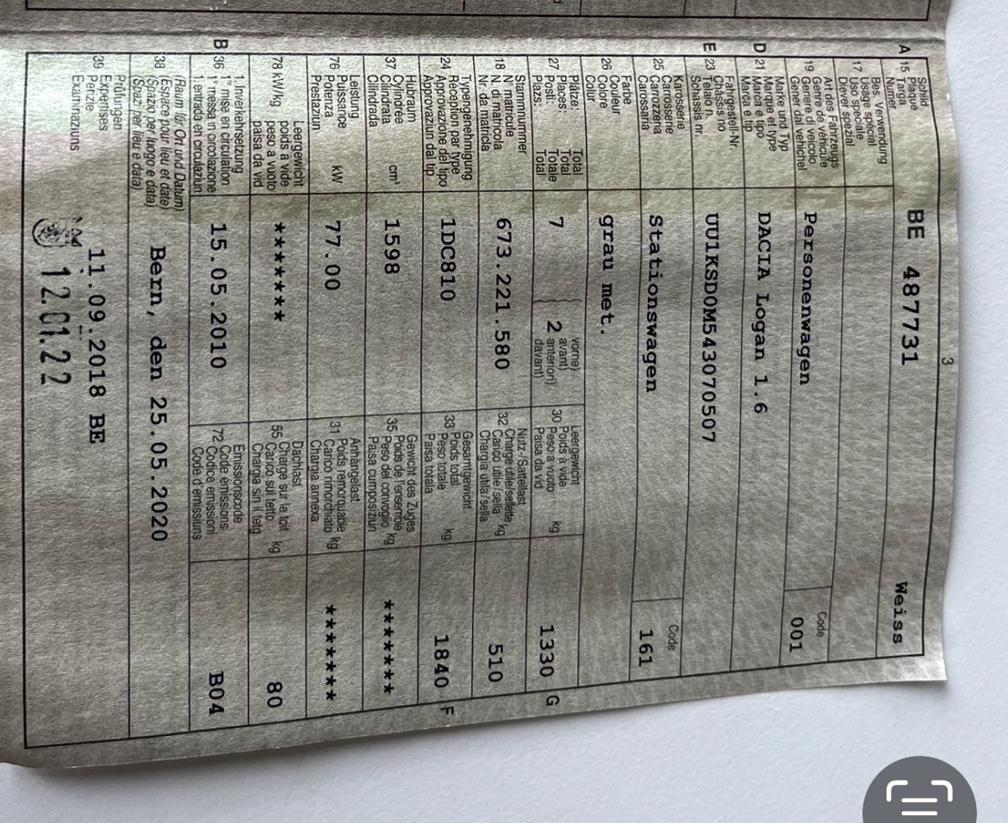 3
A 15 Schild Plaque Targa Numer BE 487731 Weiss
17 Bes. Verwendung
Usage spécial
Uso speciale
Diever spezial
19 Art des Fahrzeugs
Genre de véhicule
Genere di veicolo
Gener dal vehichel
Personenwagen
Code
001
D 21 Marke und Typ
Marque et type
Marca e tipo
Marca e tip
DACIA Logan 1.6
E 23 Fahrgestell-Nr.
Châssis no
Telaio n.
Schassis nr.
UU1KSD0M543070507
25 Karosserie
Carrosserie
Carrozzeria
Carossaria
Stationswagen
Code
161
26 Farbe
Couleur
Colore
Colur
grau met.
27 Plätze: Total
Places: Total
Posti: Totale
Plazs: Total
7
2
vorne)
avant)
anteriori)
davant)
30 Leergewicht
Poids à vide
Peso a vuoto
Paisa da vid
kg
1330 G
18 Stammnummer
N° matricule
N. di matricola
Nr. da matricla
673.221.580
32 Nutz-/Sattellast
Charge utile/sellette
Carico utile/sella kg
Chargia utila/sella
510
24 Typengenehmigung
Réception par type
Approvazione del tipo
Approvaziun dal tip
1DC810
33 Gesamtgewicht
Poids total
Peso totale kg
Paisa totala
1840 F
37 Hubraum
Cylindrée
Cilindrata cm³
Cilindrada
1598
35 Gewicht des Zuges
Poids de l'ensemble
Peso del convoglio kg
Paisa cumposiziun
*******
76 Leistung
Puissance
Potenza kW
Prestaziun
77.00
31 Anhängelast
Poids remorquable
Carico rimorchiato kg
Chargia annexa
*******
78 kW/kg
Leergewicht
poids à vide
peso a vuoto
paisa da vid
*******
55 Dachlast
Charge sur le toit
Carico sul tetto kg
Chargia sin il tetg
80
B 36 1. Inverkehrsetzung
1re mise en circulation
1a messa in circolazione
1. entrada en circulaziun
15.05.2010
72 Emissionscode
Code émissions
Codice emissioni
Code d'emissiuns
B04
38 (Raum für Ort und Datum)
(Espace pour lieu et date)
(Spazio per luogo e data)
(Spazi per lieu e data)
Bern, den 25.05.2020
39 Prüfungen
Expertises
Perizie
Examinaziuns
11.09.2018 BE
12.01.22